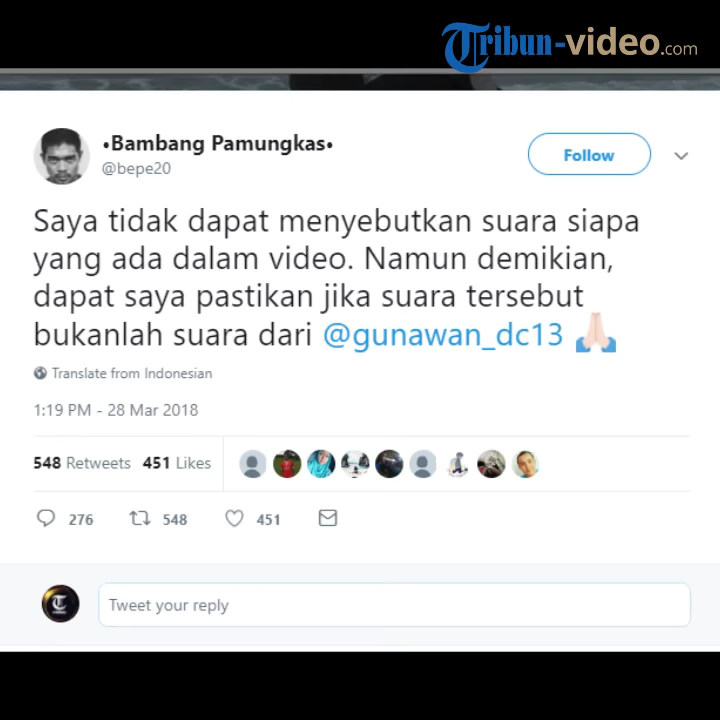 Tribun-video.com
•Bambang Pamungkas•
@bepe20
Follow
Saya tidak dapat menyebutkan suara siapa
yang ada dalam video. Namun demikian,
dapat saya pastikan jika suara tersebut
bukanlah suara dari @gunawan_dc13 🙏🏻
Translate from Indonesian
1:19 PM - 28 Mar 2018
548 Retweets 451 Likes
276 548 451
Tweet your reply